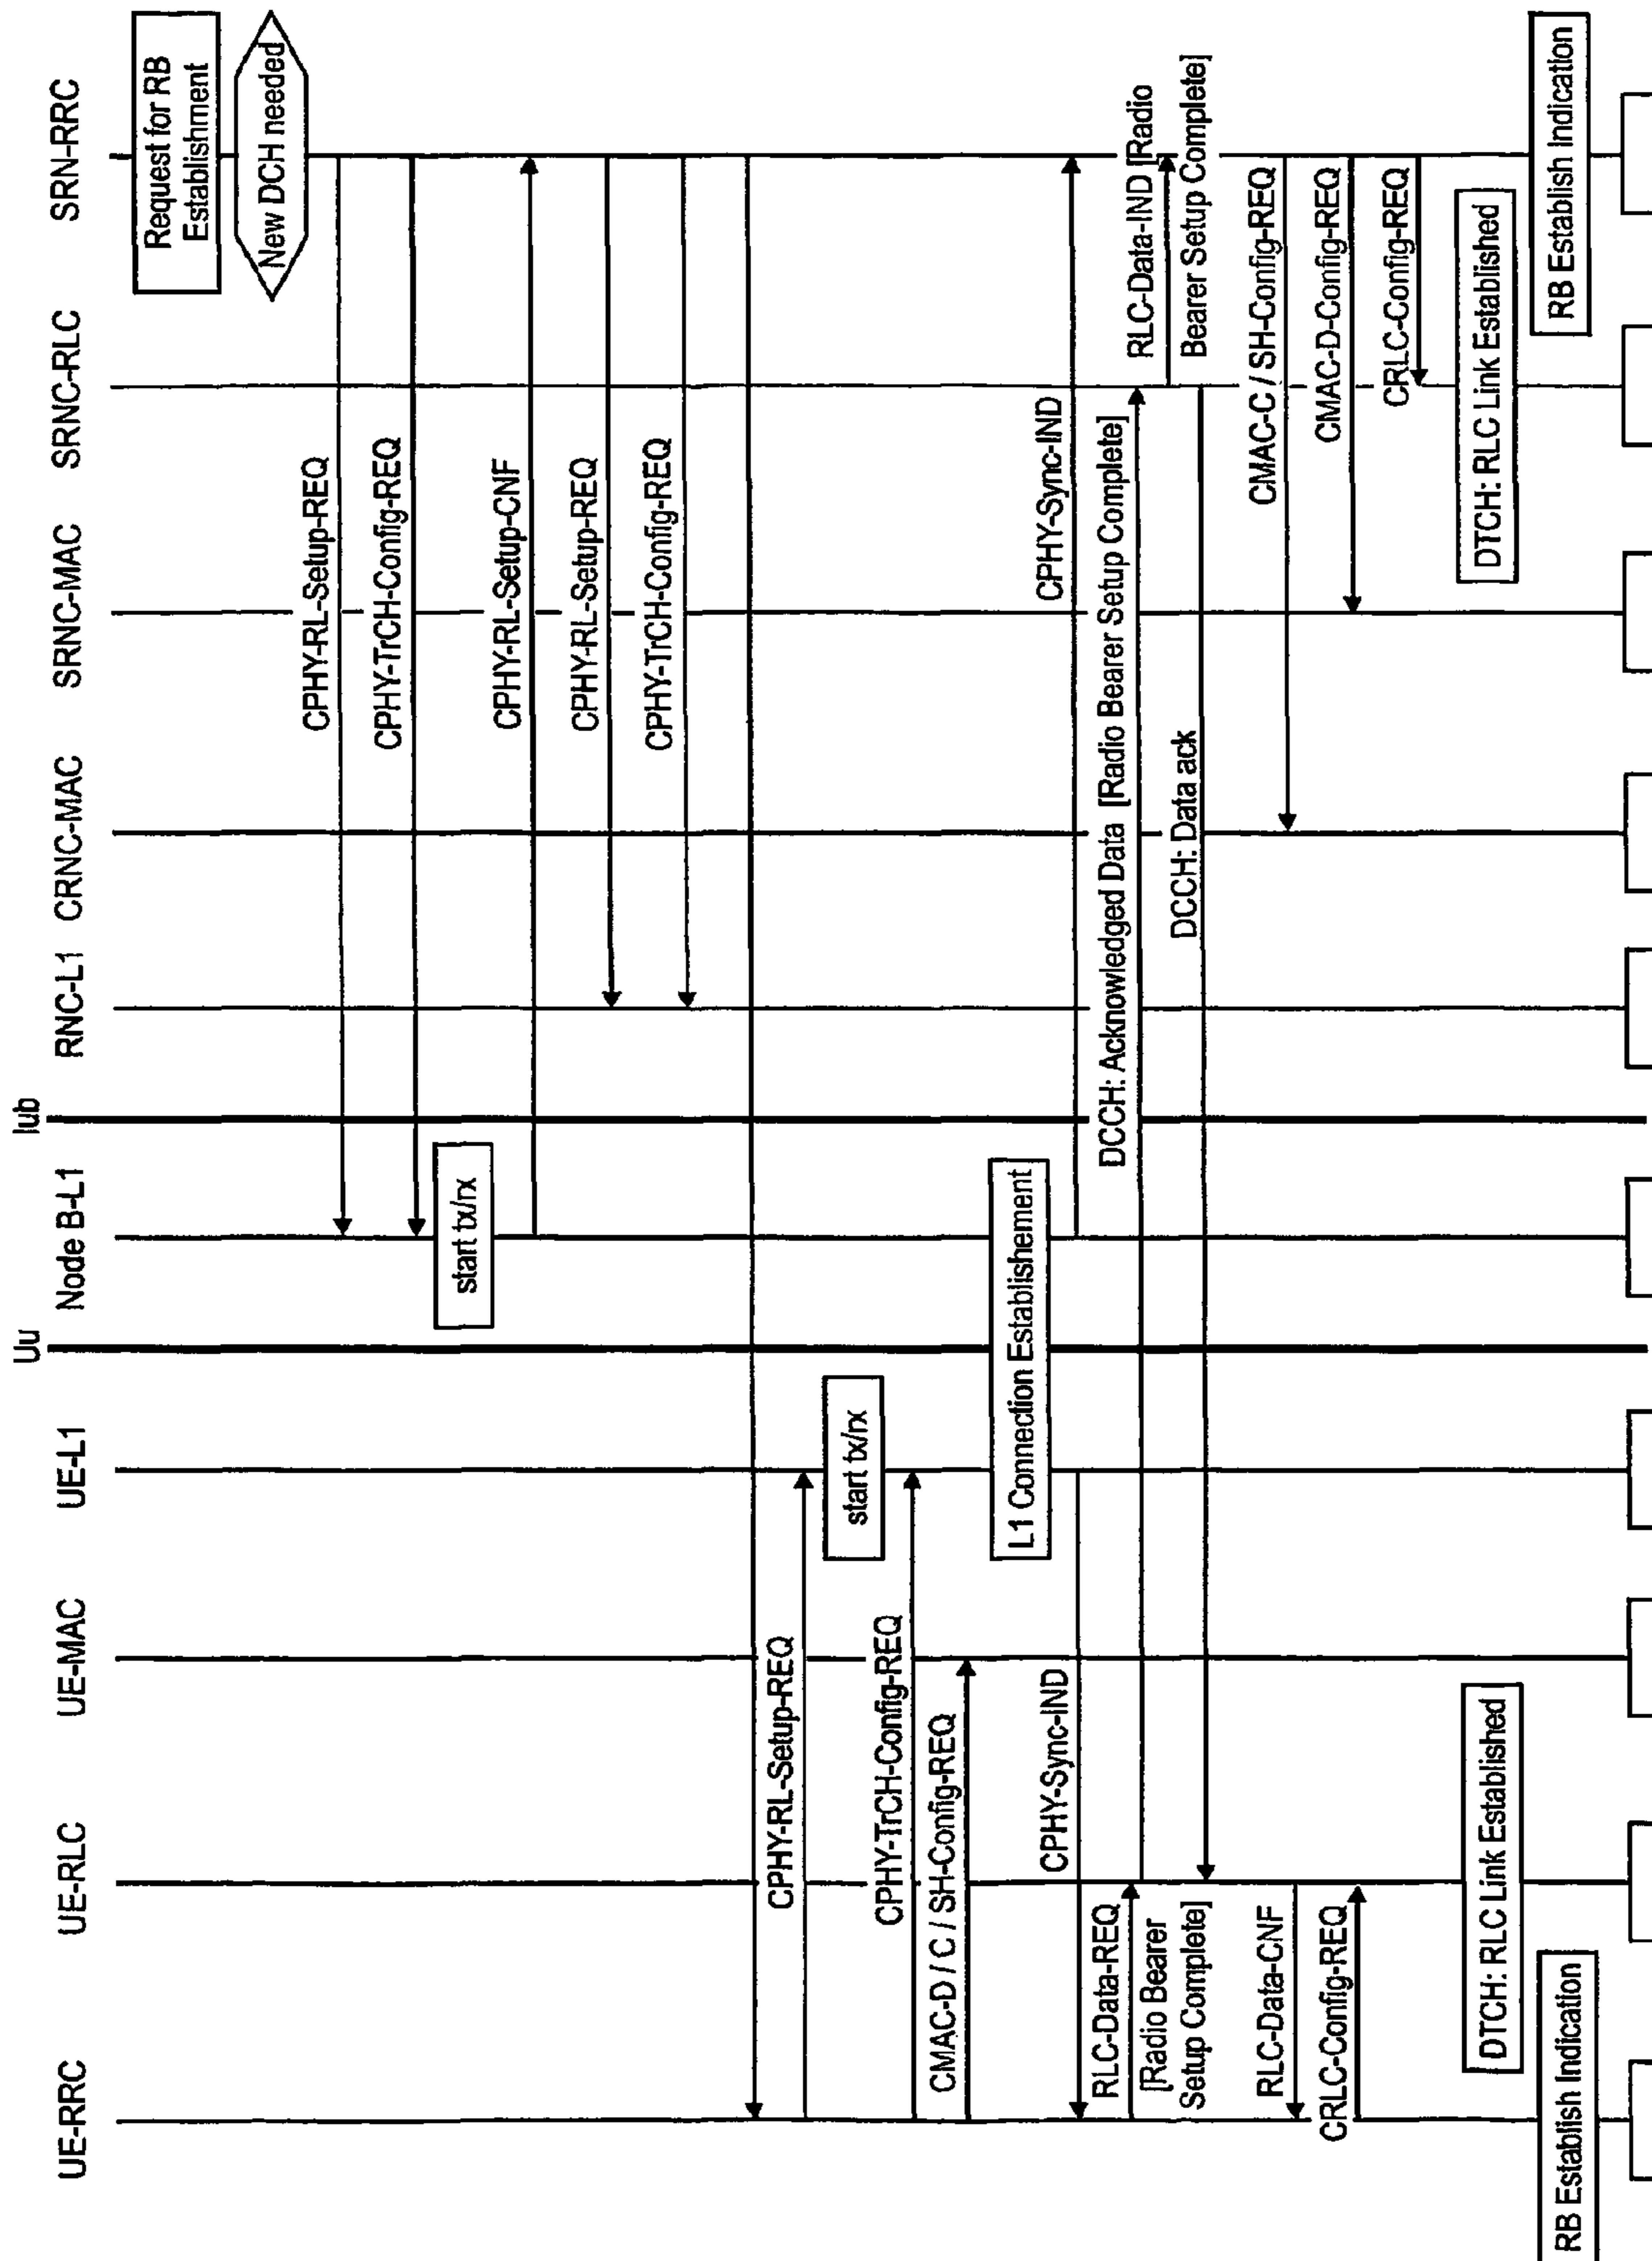 Uu
Iub
UE-RRC
UE-RLC
UE-MAC
UE-L1
Node B-L1
RNC-L1
CRNC-MAC
SRNC-MAC
SRNC-RLC
SRN-RRC
Request for RB
Establishment
New DCH needed
CPHY-RL-Setup-REQ
CPHY-TrCH-Config-REQ
start tx/rx
CPHY-RL-Setup-CNF
CPHY-RL-Setup-REQ
CPHY-TrCH-Config-REQ
CPHY-RL-Setup-REQ
start tx/rx
CPHY-TrCH-Config-REQ
CMAC-D / C / SH-Config-REQ
L1 Connection Establishement
CPHY-Sync-IND
CPHY-Sync-IND
RLC-Data-REQ
[Radio Bearer
Setup Complete]
DCCH: Acknowledged Data [Radio Bearer Setup Complete]
RLC-Data-IND [Radio
Bearer Setup Complete]
DCCH: Data ack
RLC-Data-CNF
CMAC-C / SH-Config-REQ
CRLC-Config-REQ
CMAC-D-Config-REQ
CRLC-Config-REQ
DTCH: RLC Link Established
DTCH: RLC Link Established
RB Establish Indication
RB Establish Indication